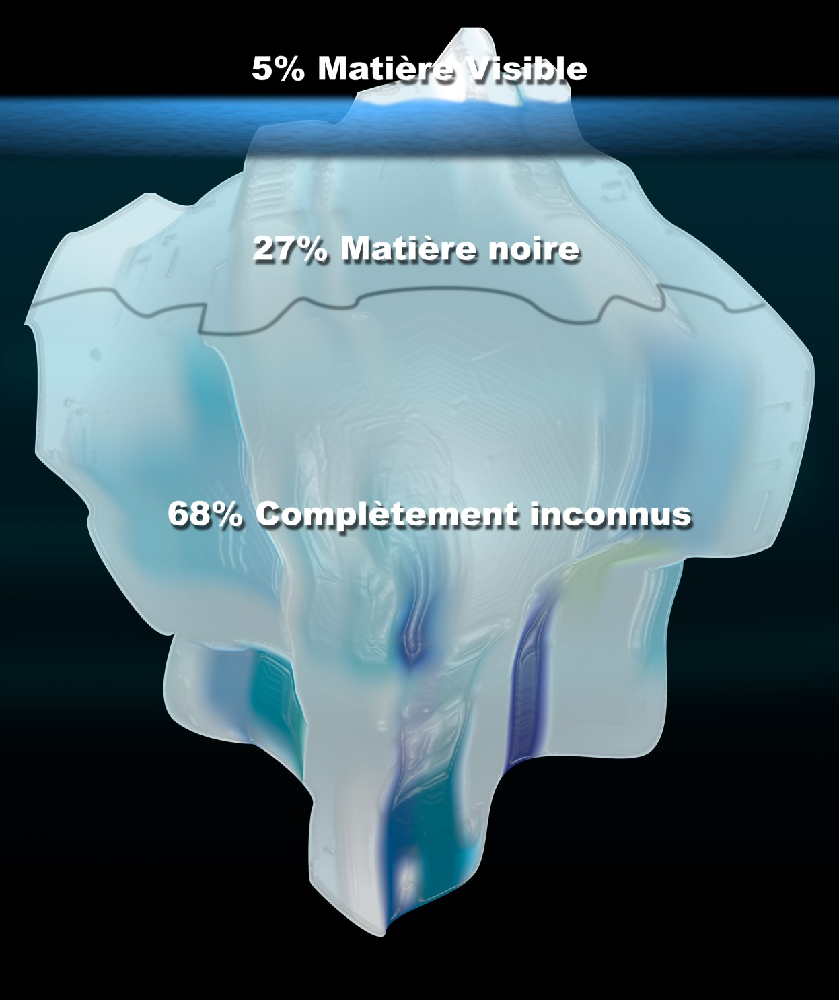 5% Matière Visible
27% Matière noire
68% Complètement inconnus